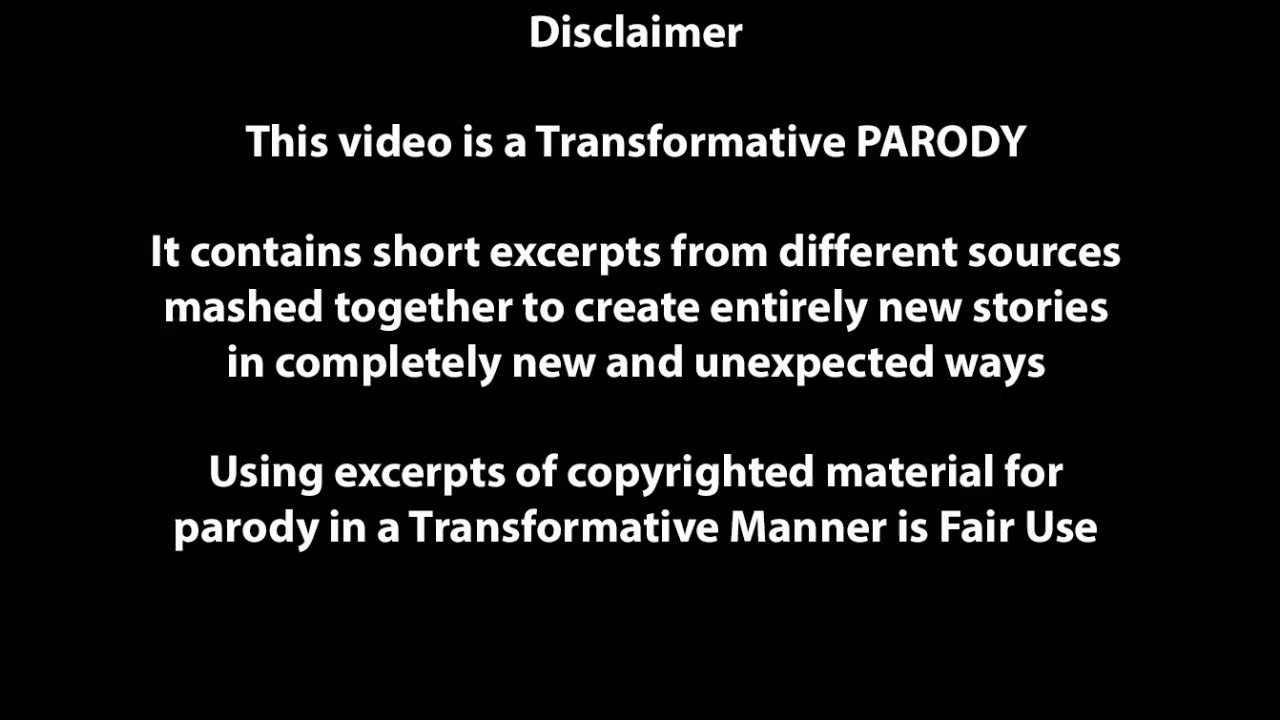 Disclaimer
This video is a Transformative PARODY
It contains short excerpts from different sources
mashed together to create entirely new stories
in completely new and unexpected ways
Using excerpts of copyrighted material for
parody in a Transformative Manner is Fair Use